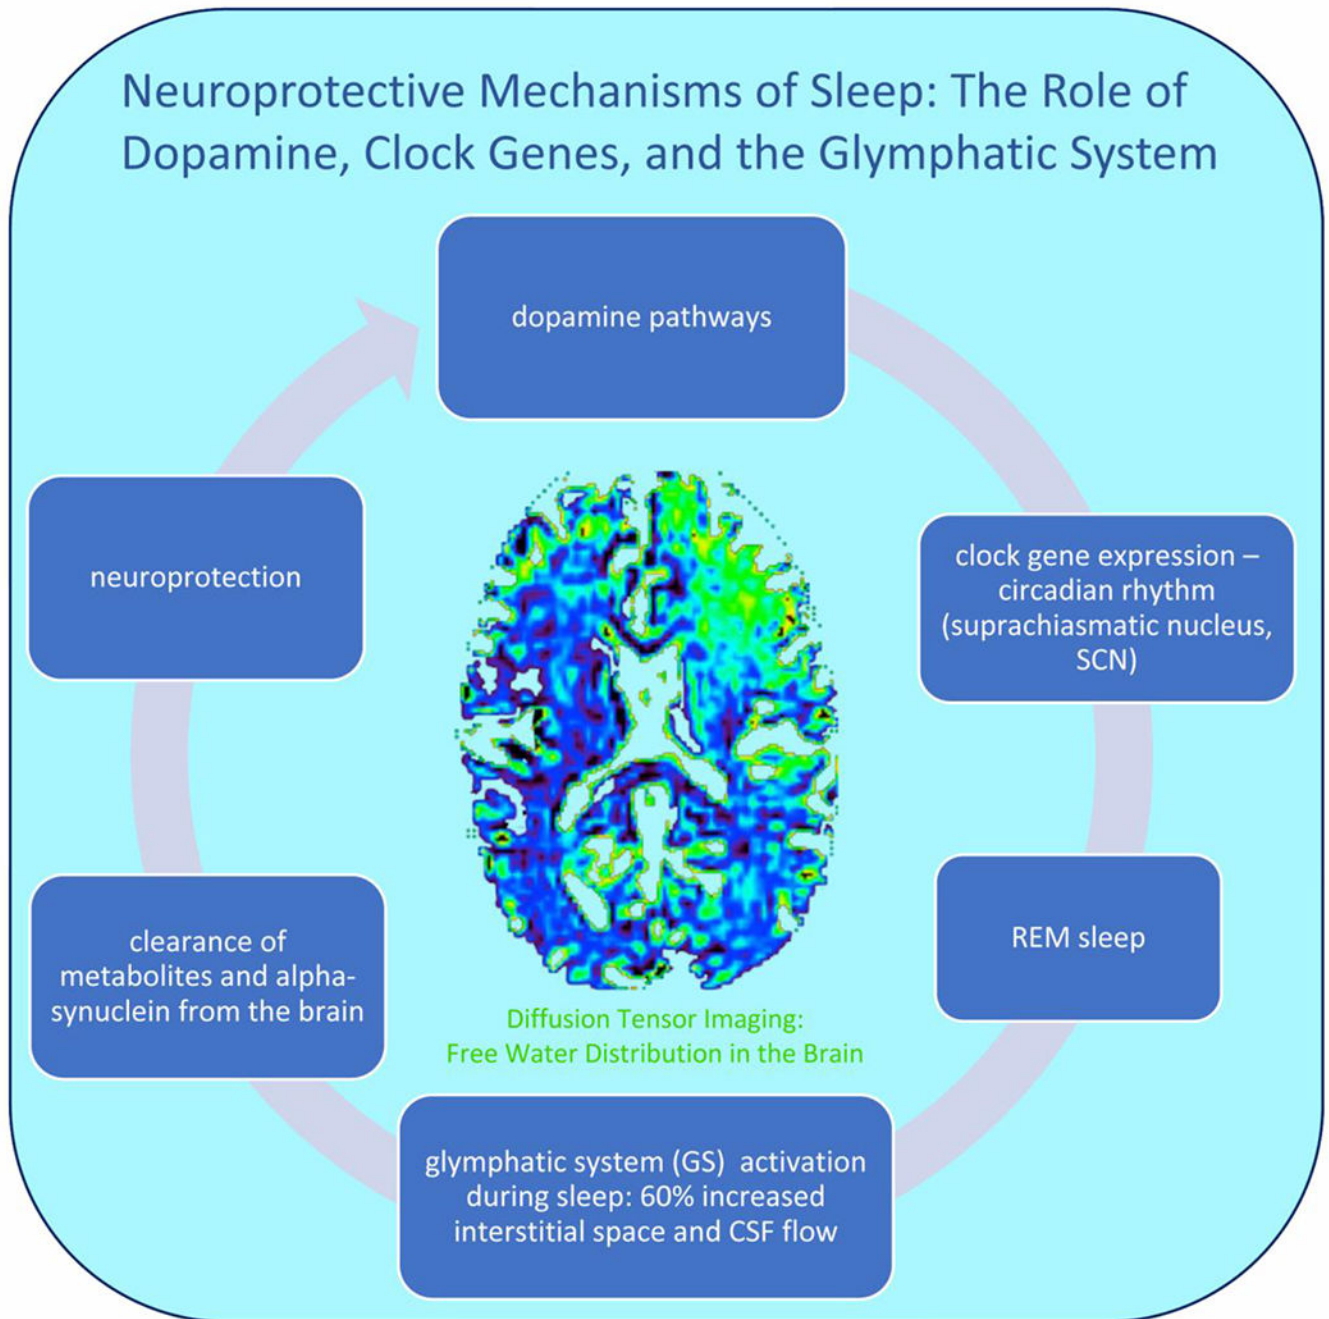 Neuroprotective Mechanisms of Sleep: The Role of
Dopamine, Clock Genes, and the Glymphatic System
dopamine pathways
clock gene expression –
circadian rhythm
(suprachiasmatic nucleus,
SCN)
REM sleep
glymphatic system (GS)  activation
during sleep: 60% increased
interstitial space and CSF flow
clearance of
metabolites and alpha-
synuclein from the brain
neuroprotection
Diffusion Tensor Imaging:
Free Water Distribution in the Brain